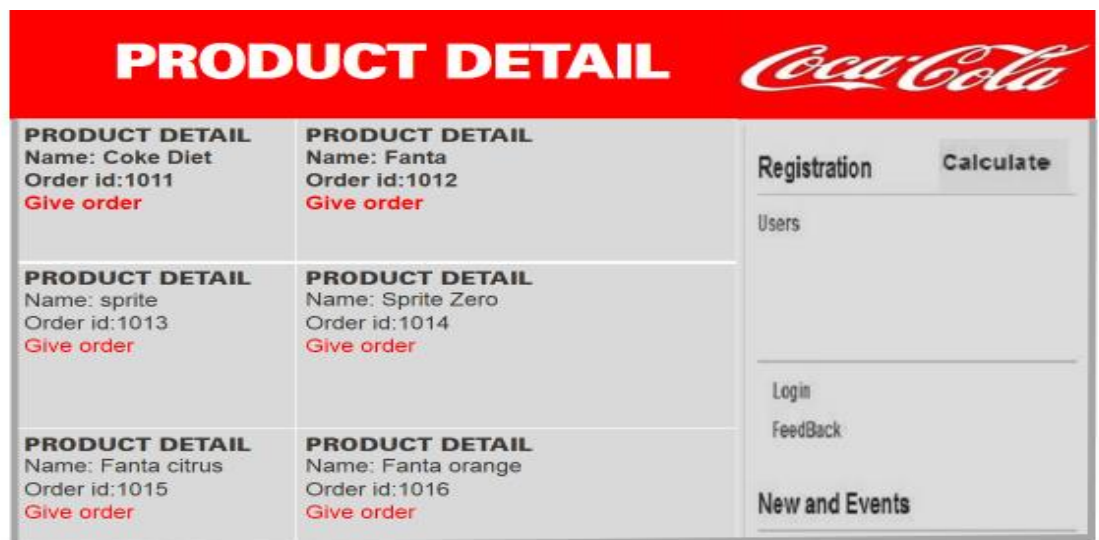 PRODUCT DETAIL
Coca-Cola
PRODUCT DETAIL
Name: Coke Diet
Order id:1011
Give order
PRODUCT DETAIL
Name: Fanta
Order id:1012
Give order
PRODUCT DETAIL
Name: sprite
Order id:1013
Give order
PRODUCT DETAIL
Name: Sprite Zero
Order id:1014
Give order
PRODUCT DETAIL
Name: Fanta citrus
Order id:1015
Give order
PRODUCT DETAIL
Name: Fanta orange
Order id:1016
Give order
Registration
Calculate
Users
Login
FeedBack
New and Events